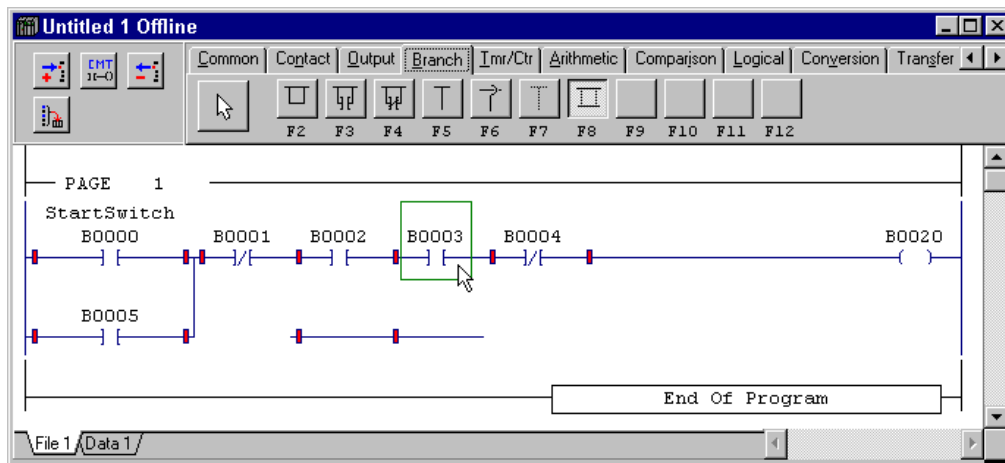 Untitled 1 Offline
Common Contact Output Branch Tmr/Ctr Arithmetic Comparison Logical Conversion Transfer
CMT
F2 F3 F4 F5 F6 F7 F8 F9 F10 F11 F12
PAGE 1
StartSwitch
B0000 B0001 B0002 B0003 B0004 B0020
B0005
End Of Program
File 1 Data 1